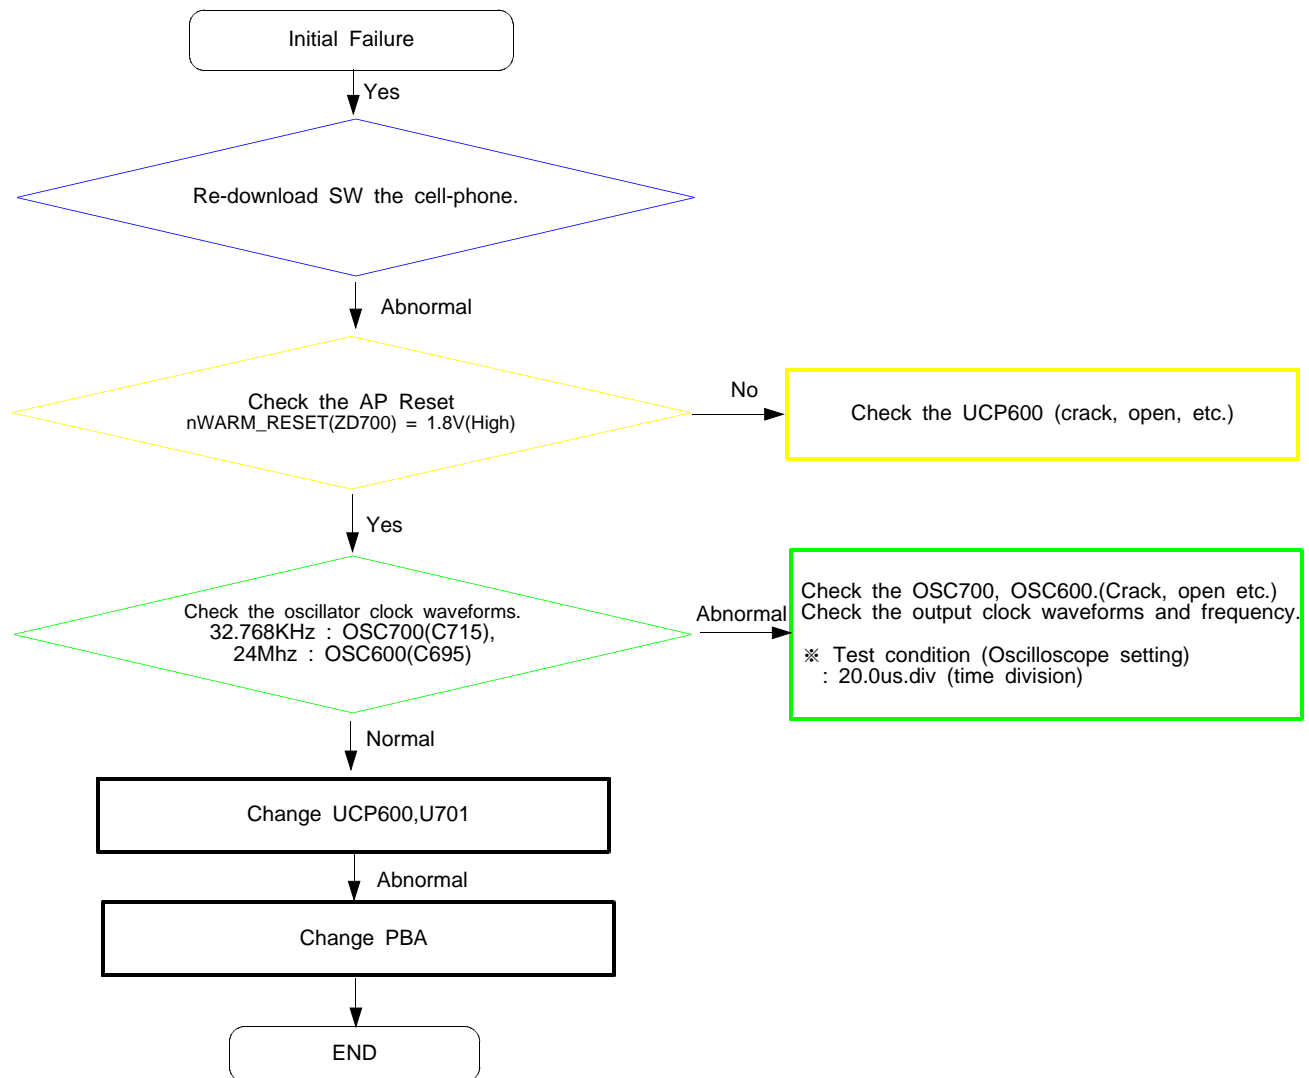 Initial Failure
Yes
Re-download SW the cell-phone.
Abnormal
Check the AP Reset
nWARM_RESET(ZD700) = 1.8V(High)
No
Check the UCP600 (crack, open, etc.)
Yes
Check the oscillator clock waveforms.
32.768KHz : OSC700(C715),
24Mhz : OSC600(C695)
Abnormal
Check the OSC700, OSC600.(Crack, open etc.)
Check the output clock waveforms and frequency.
※ Test condition (Oscilloscope setting)
: 20.0us.div (time division)
Normal
Change UCP600,U701
Abnormal
Change PBA
END